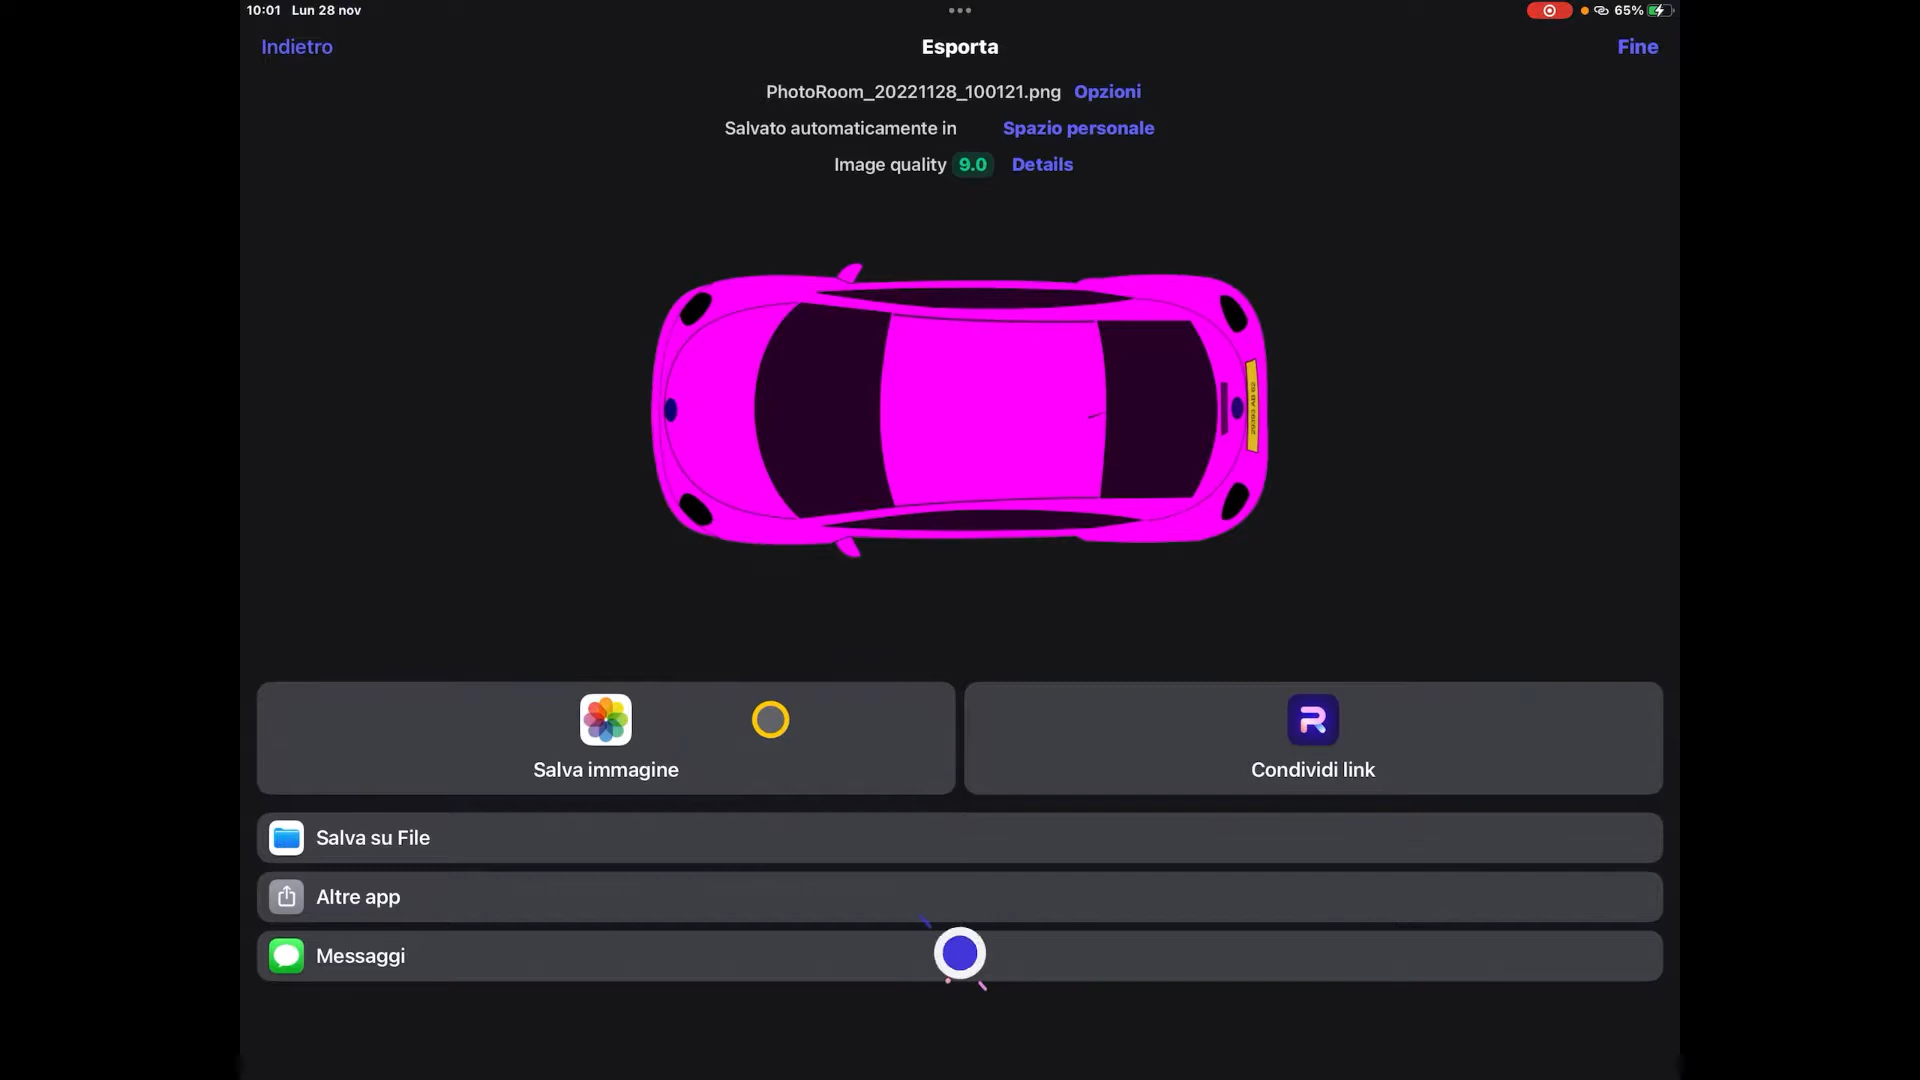 10:01 Lun 28 nov
65%
Indietro
Esporta
Fine
PhotoRoom_20221128_100121.png Opzioni
Salvato automaticamente in Spazio personale
Image quality 9.0 Details
Salva immagine
Condividi link
Salva su File
Altre app
Messaggi